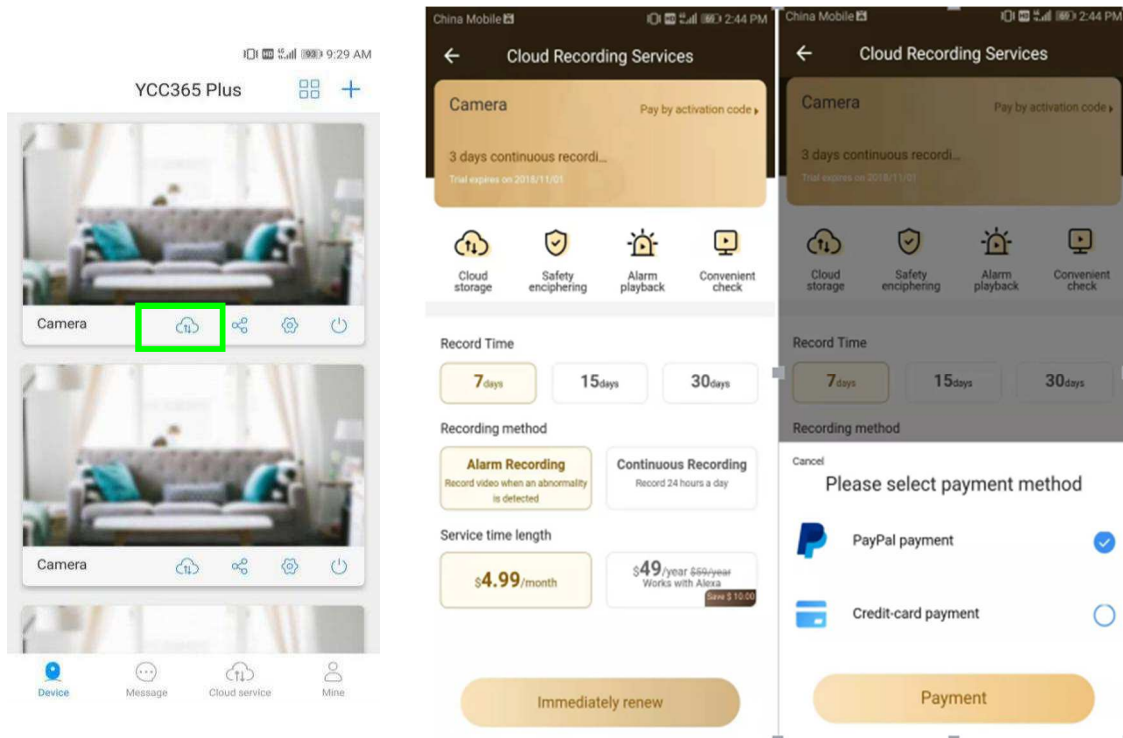 9:29 AM
YCC365 Plus
Camera
Camera
Device
Message
Cloud service
Mine
China Mobile HD 2:44 PM
Cloud Recording Services
Camera
Pay by activation code
3 days continuous recordi...
Trial expires on 2018/11/01
Cloud storage
Safety enciphering
Alarm playback
Convenient check
Record Time
7days
15days
30days
Recording method
Alarm Recording
Record video when an abnormality
is detected
Continuous Recording
Record 24 hours a day
Service time length
$4.99/month
$49/year $59/year
Works with Alexa
Save $ 10.00
Immediately renew
China Mobile HD 2:44 PM
Cloud Recording Services
Camera
Pay by activation code
3 days continuous recordi...
Trial expires on 2018/11/01
Cloud storage
Safety enciphering
Alarm playback
Convenient check
Record Time
7days
15days
30days
Recording method
Cancel
Please select payment method
PayPal payment
Credit-card payment
Payment